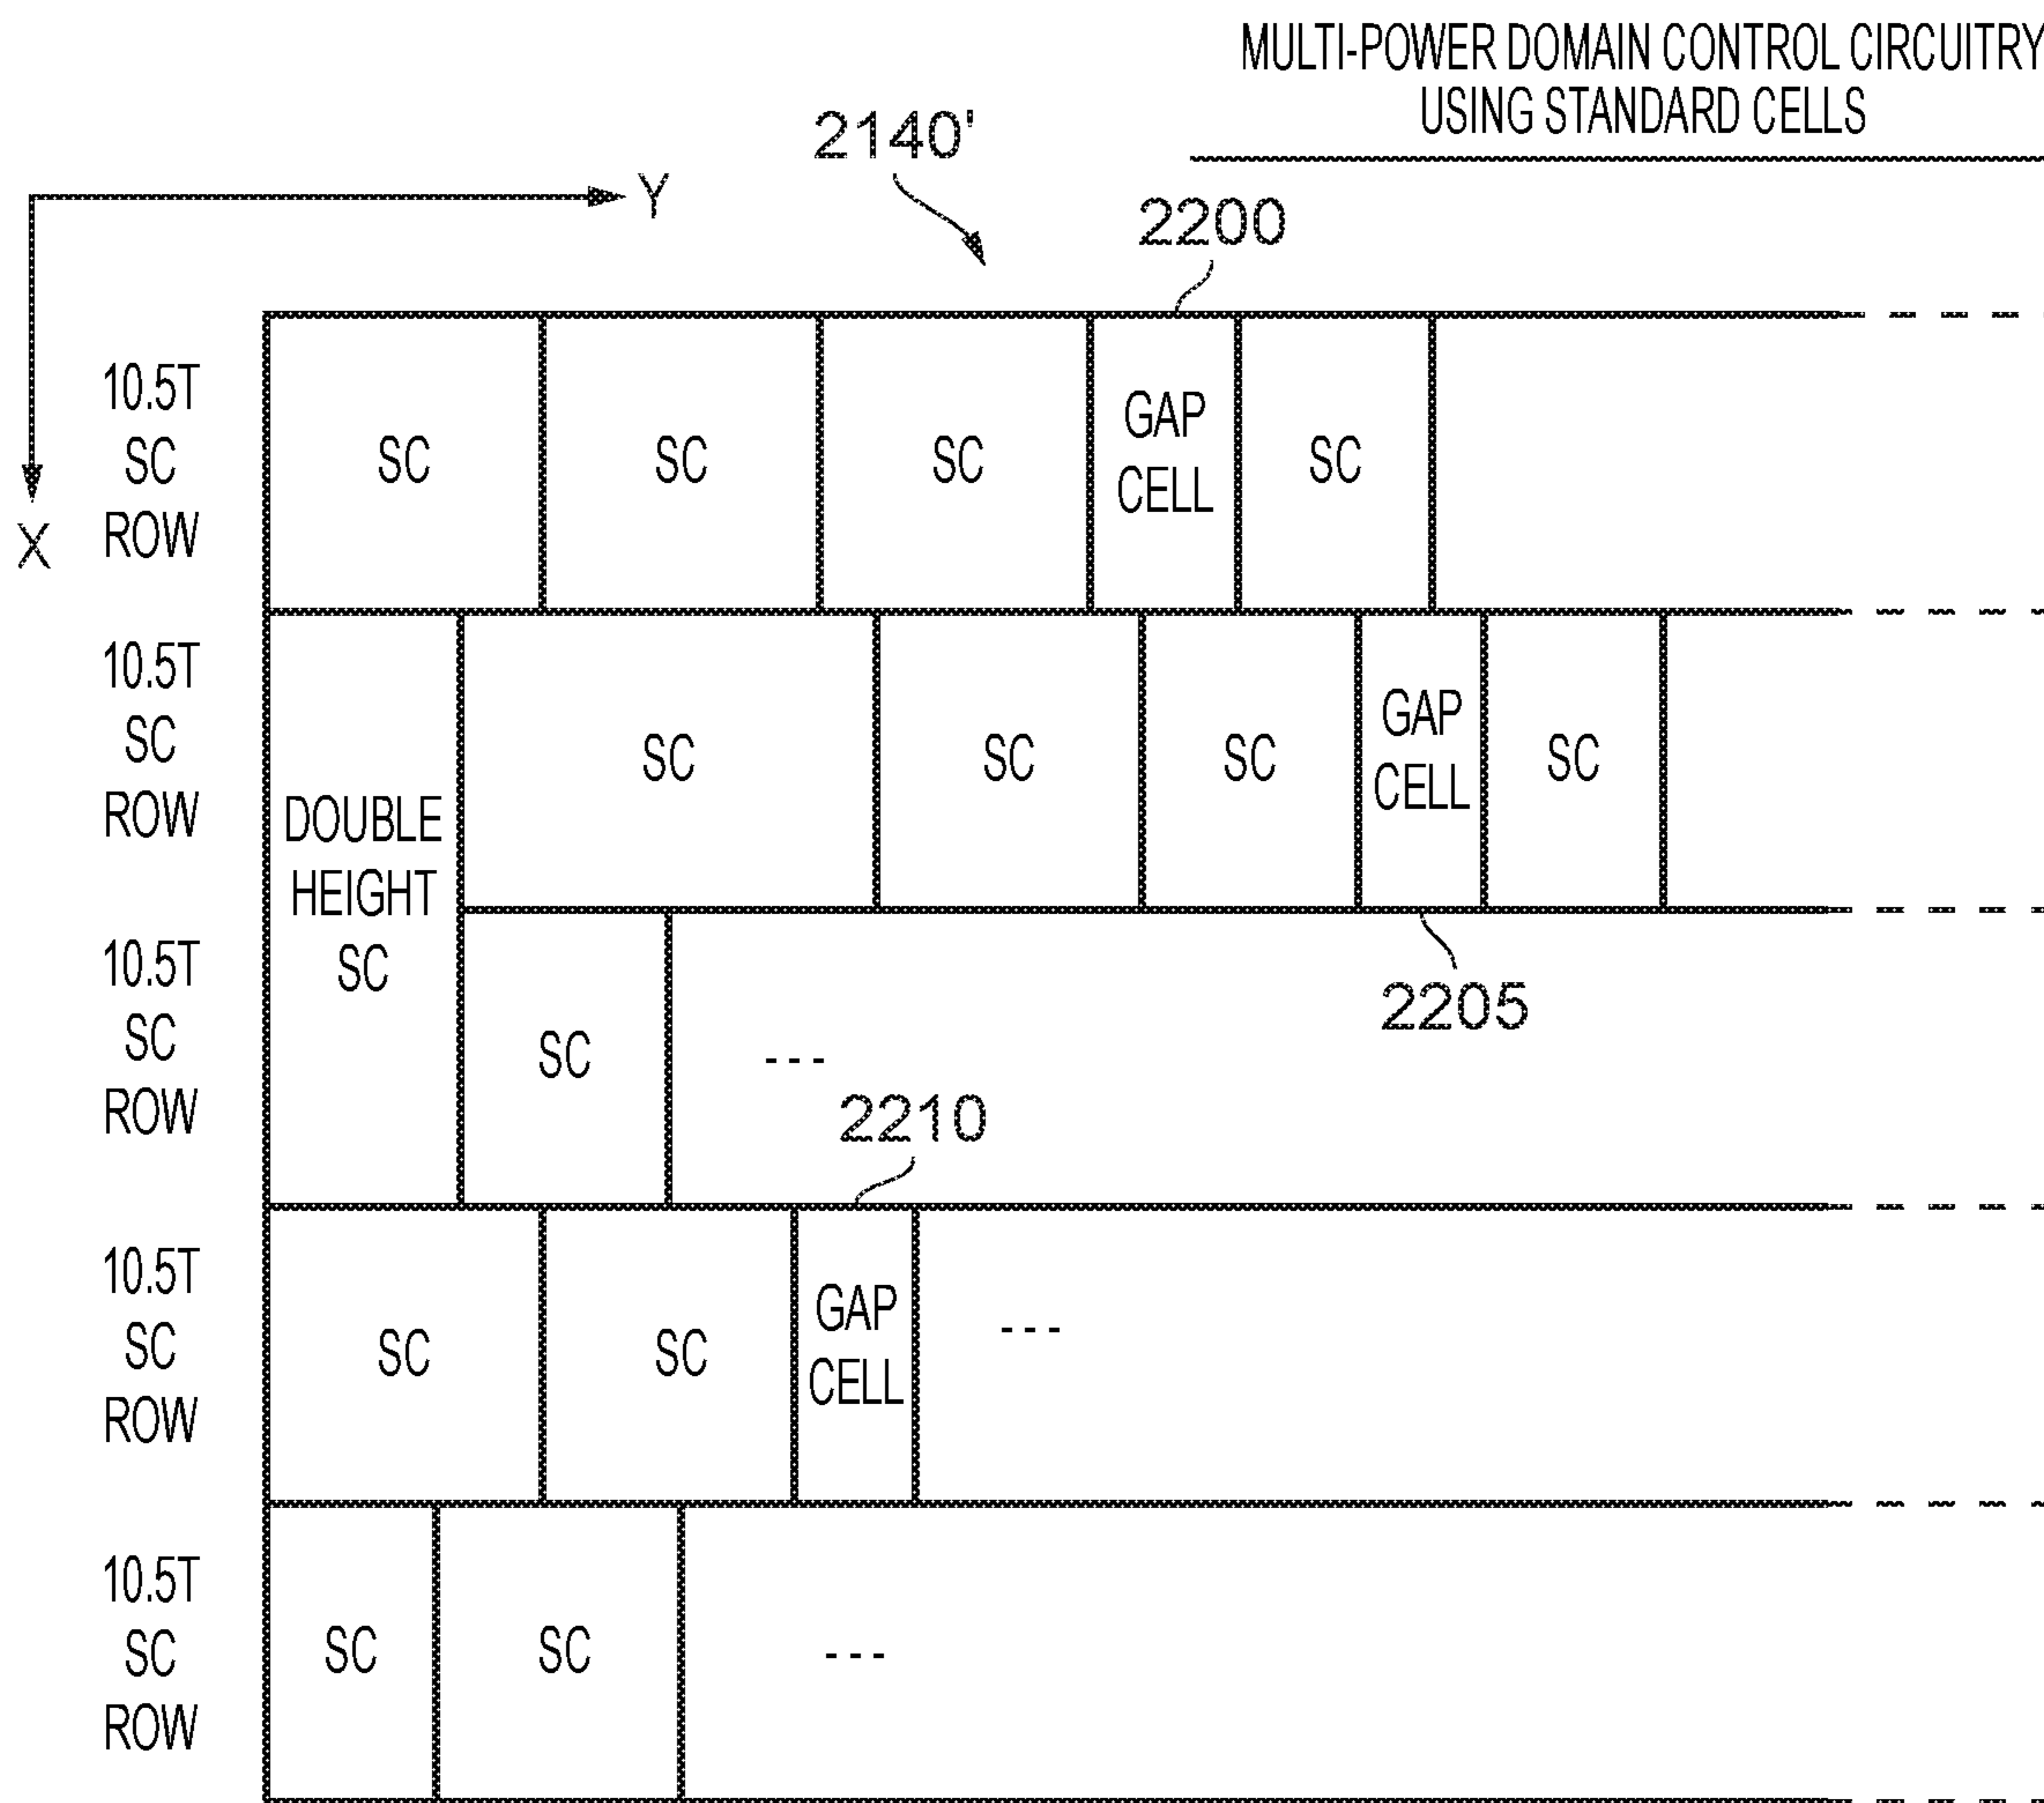 MULTI-POWER DOMAIN CONTROL CIRCUITRY
USING STANDARD CELLS
2140'
Y
2200
X
10.5T
SC
ROW
SC
SC
SC
GAP
CELL
SC
10.5T
SC
ROW
DOUBLE
HEIGHT
SC
SC
SC
SC
GAP
CELL
SC
2205
10.5T
SC
ROW
SC
---
2210
10.5T
SC
ROW
SC
SC
GAP
CELL
---
10.5T
SC
ROW
SC
SC
---